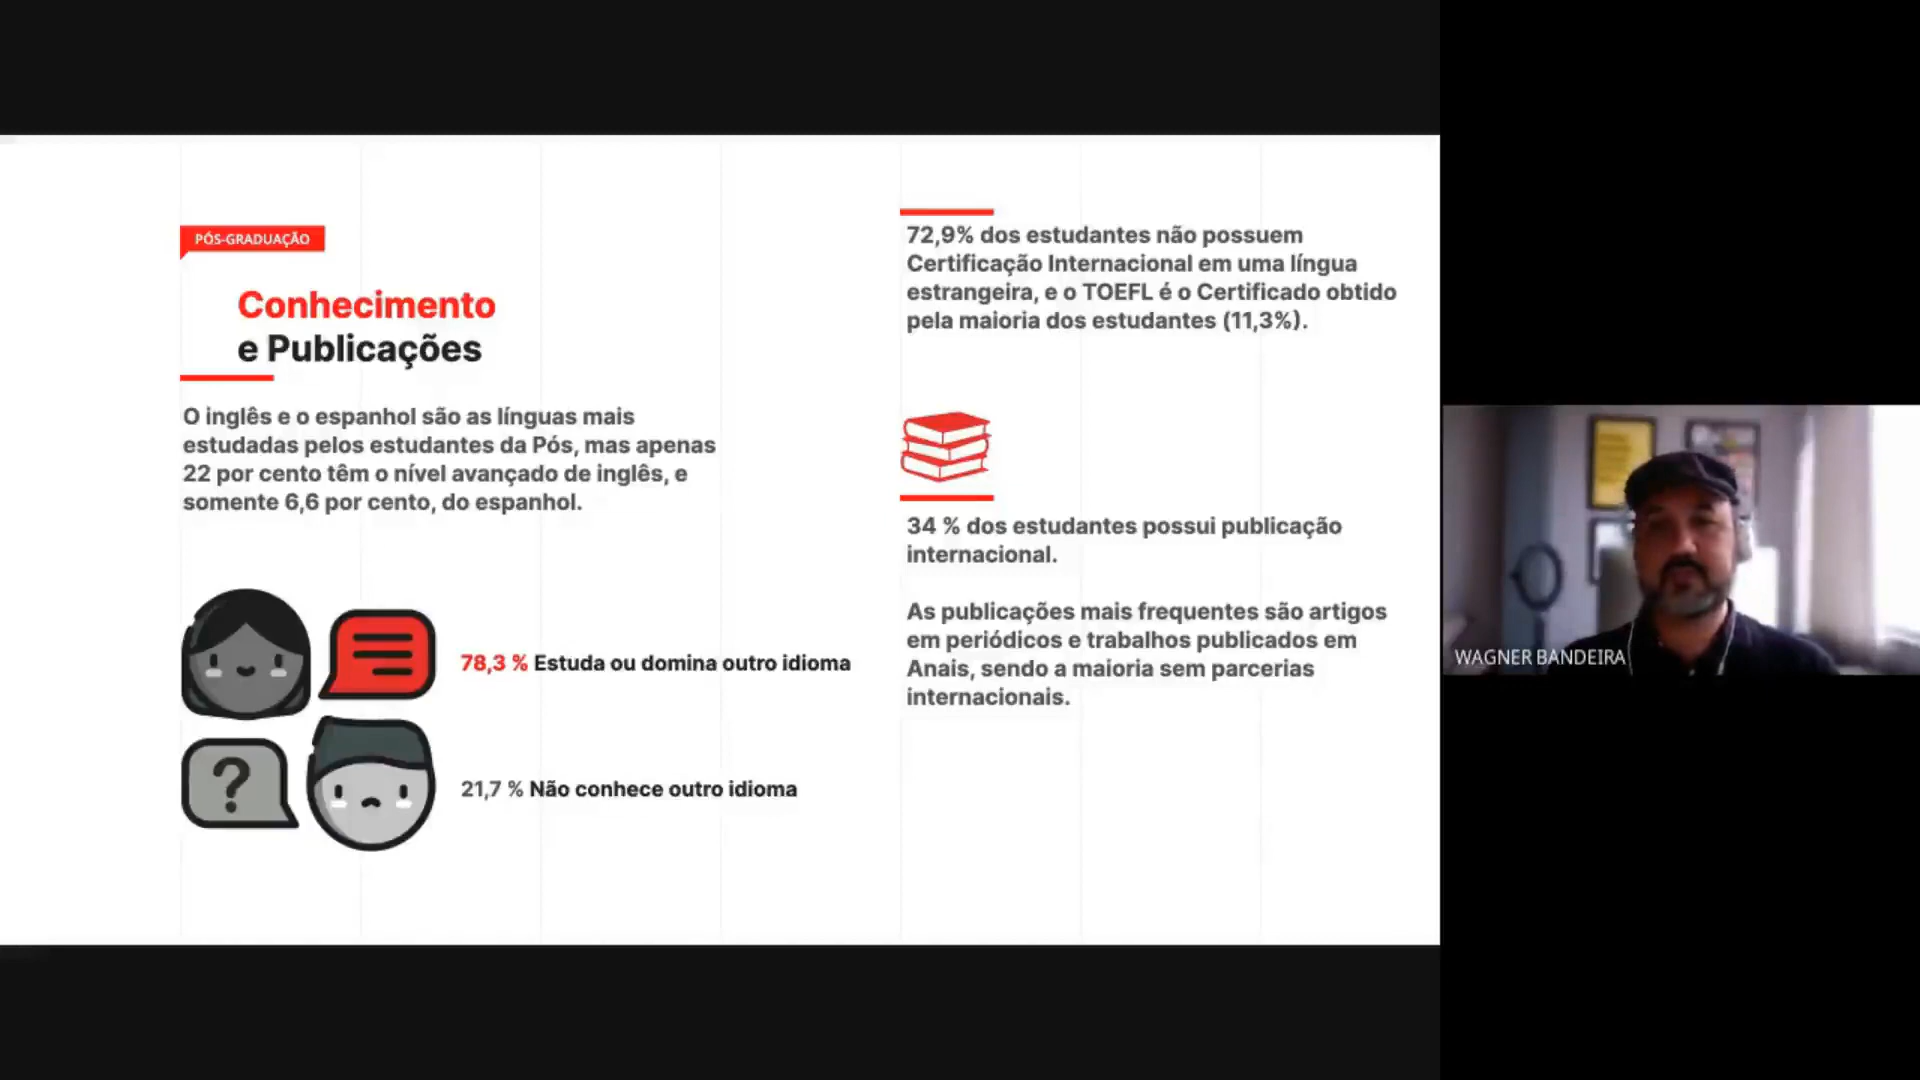 PÓS-GRADUAÇÃO
Conhecimento
e Publicações
O inglês e o espanhol são as línguas mais
estudadas pelos estudantes da Pós, mas apenas
22 por cento têm o nível avançado de inglês, e
somente 6,6 por cento, do espanhol.
78,3 % Estuda ou domina outro idioma
?
21,7 % Não conhece outro idioma
72,9% dos estudantes não possuem
Certificação Internacional em uma língua
estrangeira, e o TOEFL é o Certificado obtido
pela maioria dos estudantes (11,3%).
34 % dos estudantes possui publicação
internacional.
As publicações mais frequentes são artigos
em periódicos e trabalhos publicados em
Anais, sendo a maioria sem parcerias
internacionais.
WAGNER BANDEIRA